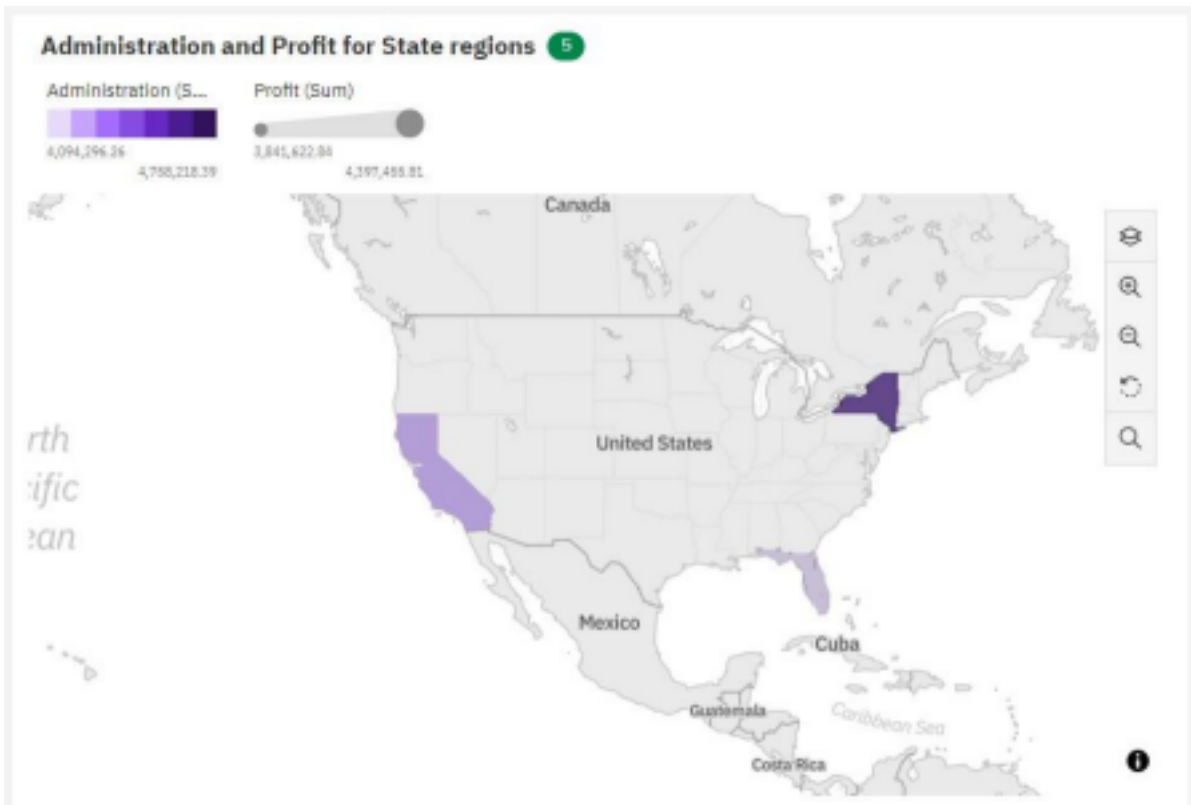 Administration and Profit for State regions 5
Administration (S... Profit (Sum)
4,094,296.26 3,841,622.84
4,758,218.39 4,397,455.81
Canada
United States
rth
cific
ean
Mexico
Cuba
Guatemala
Caribbean Sea
Costa Rica